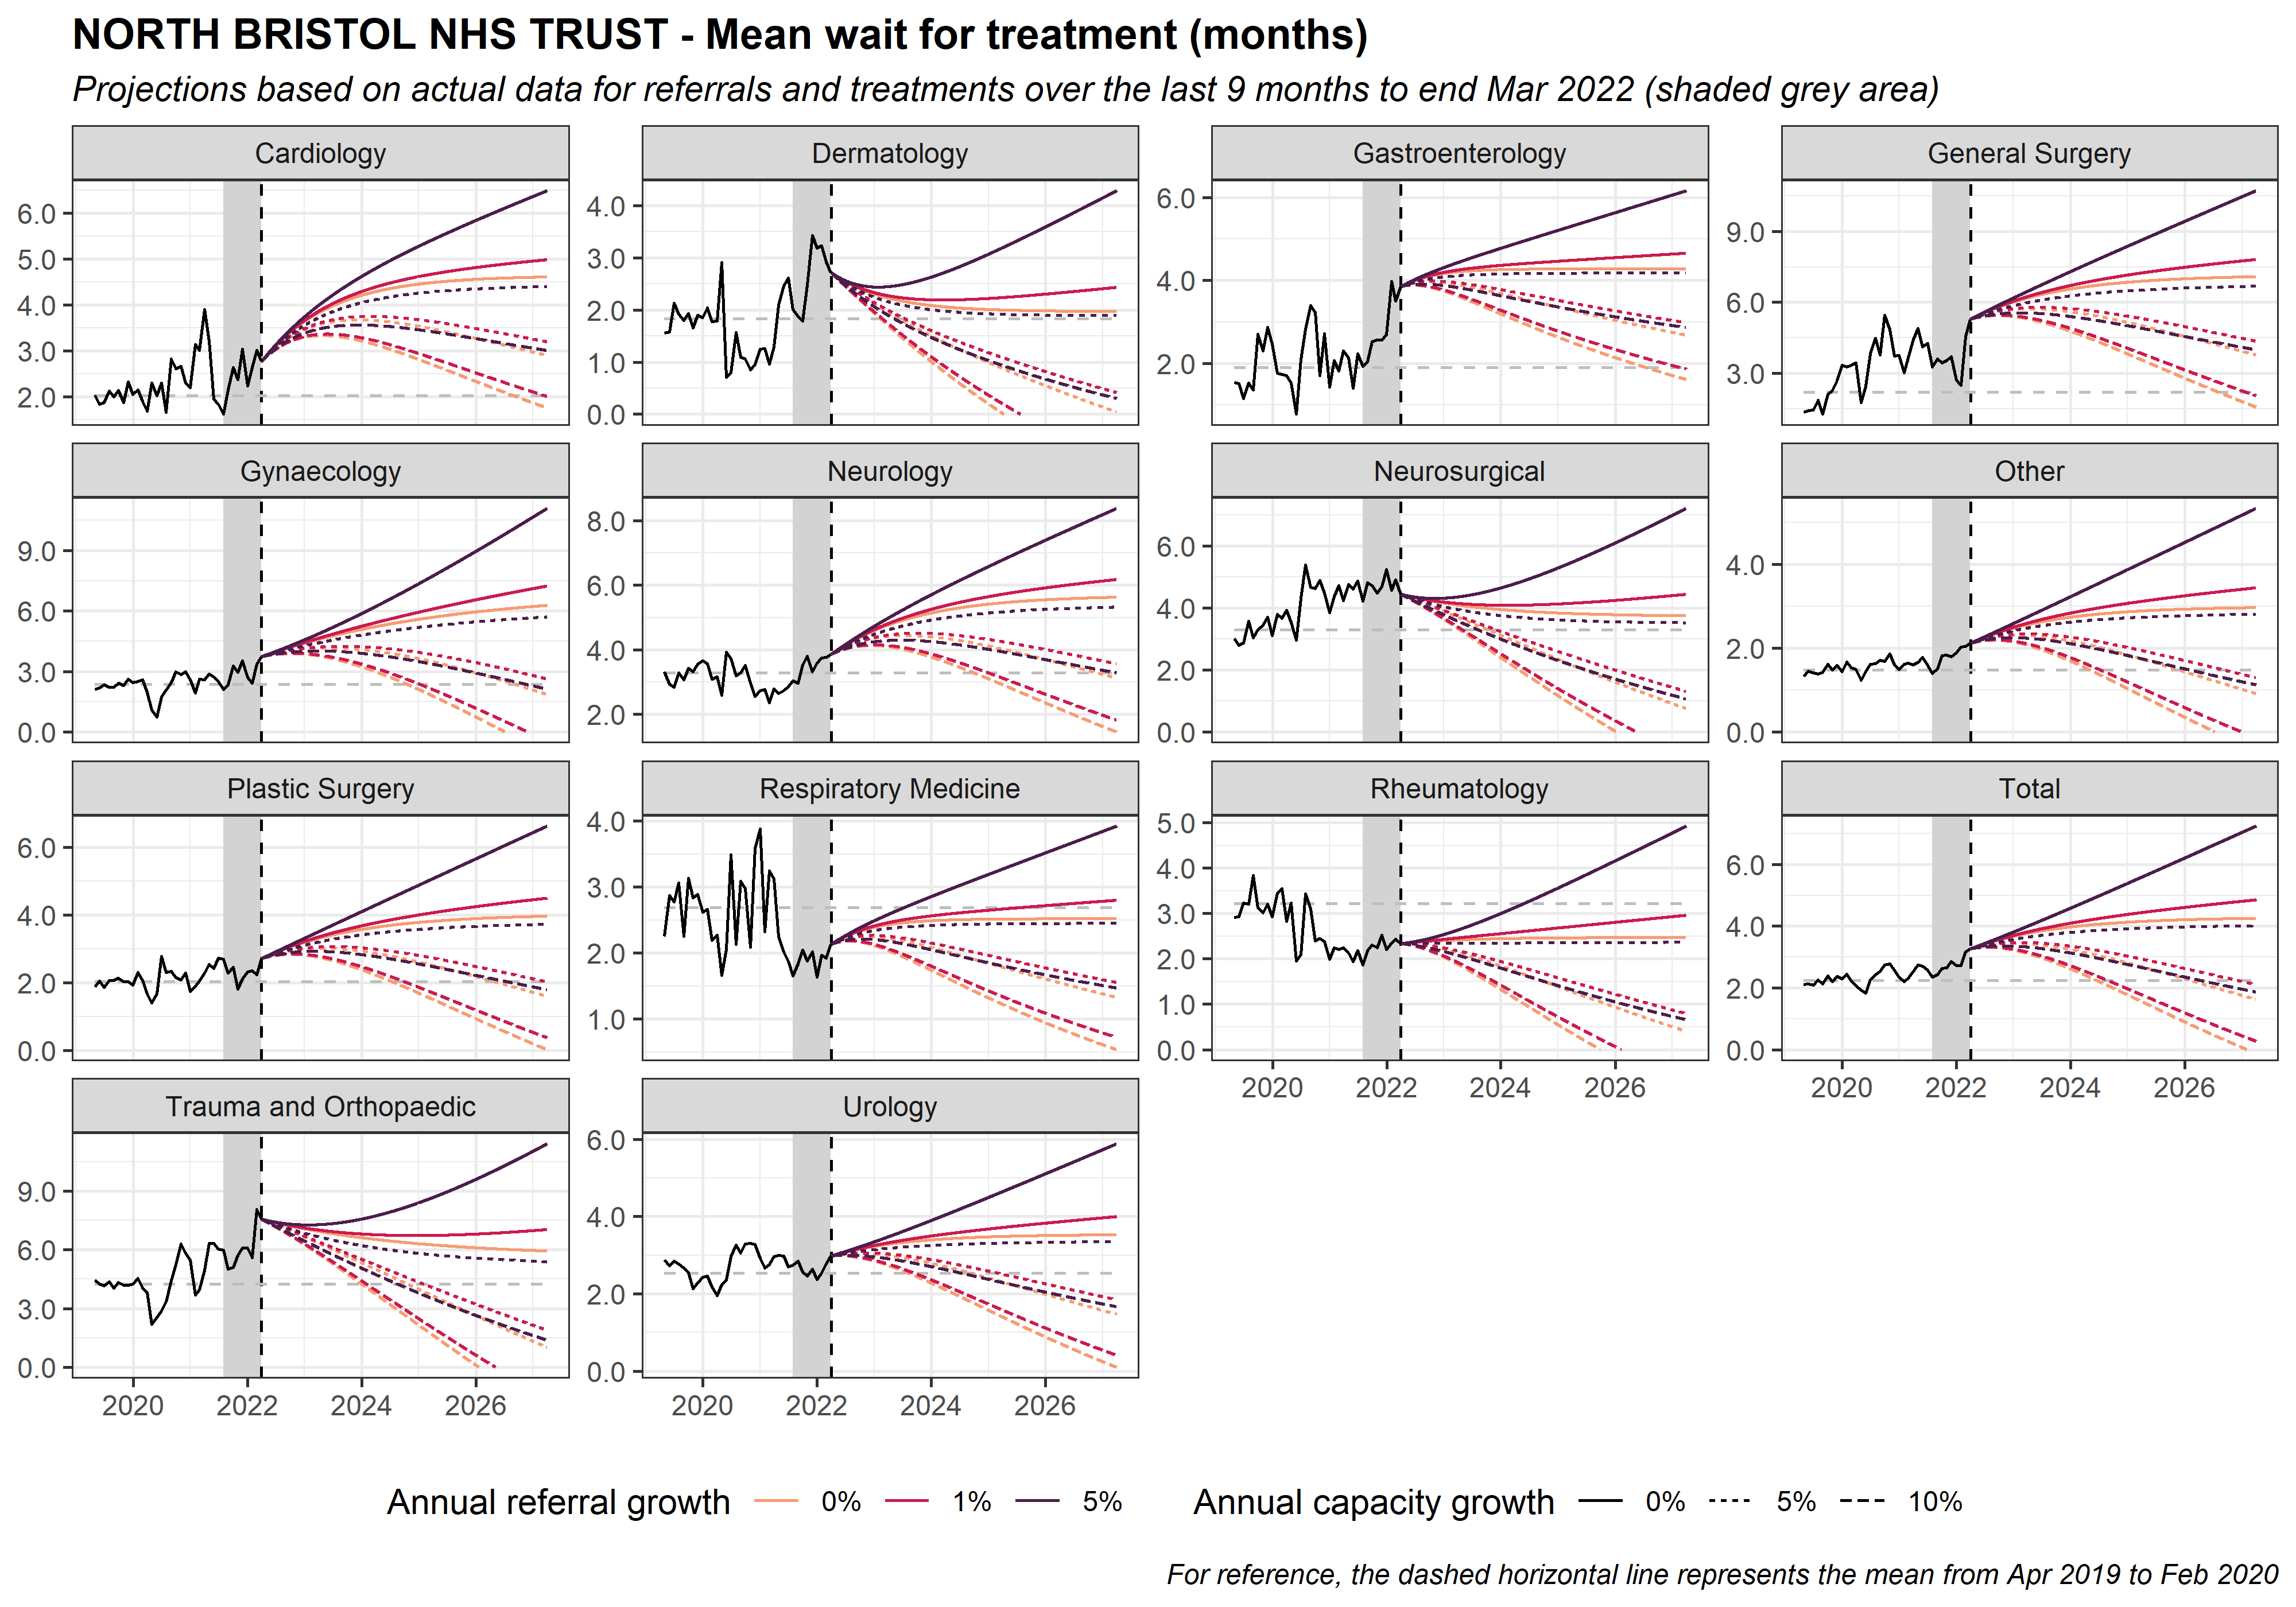 NORTH BRISTOL NHS TRUST - Mean wait for treatment (months)
Projections based on actual data for referrals and treatments over the last 9 months to end Mar 2022 (shaded grey area)
Cardiology
6.0
5.0
4.0
3.0
2.0
Dermatology
4.0
3.0
2.0
1.0
0.0
Gastroenterology
6.0
4.0
2.0
General Surgery
9.0
6.0
3.0
Gynaecology
9.0
6.0
3.0
0.0
Neurology
8.0
6.0
4.0
2.0
Neurosurgical
6.0
4.0
2.0
0.0
Other
4.0
2.0
0.0
Plastic Surgery
6.0
4.0
2.0
0.0
Respiratory Medicine
4.0
3.0
2.0
1.0
Rheumatology
5.0
4.0
3.0
2.0
1.0
0.0
2020 2022 2024 2026
Total
6.0
4.0
2.0
0.0
2020 2022 2024 2026
Trauma and Orthopaedic
9.0
6.0
3.0
0.0
2020 2022 2024 2026
Urology
6.0
4.0
2.0
0.0
2020 2022 2024 2026
Annual referral growth 0% 1% 5%
Annual capacity growth 0% 5% 10%
For reference, the dashed horizontal line represents the mean from Apr 2019 to Feb 2020